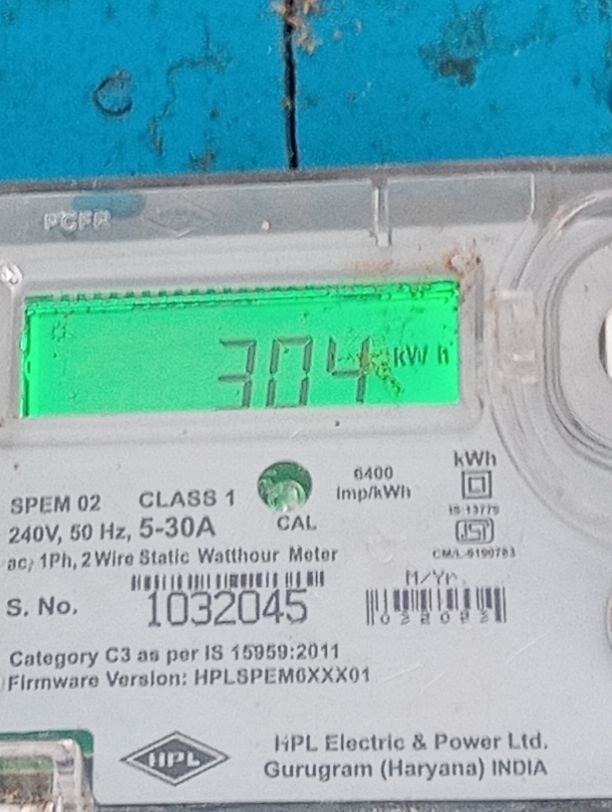 PCFR
304 kWh
6400
Imp/kWh
kWh
IS 13779
ISI
CM/L-9190783
SPEM 02 CLASS 1
240V, 50 Hz, 5-30A
CAL
ac, 1Ph, 2 Wire Static Watthour Meter
M/Yr.
S. No. 1032045
Category C3 as per IS 15959:2011
Firmware Version: HPLSPEM6XXX01
HPL
HPL Electric & Power Ltd.
Gurugram (Haryana) INDIA